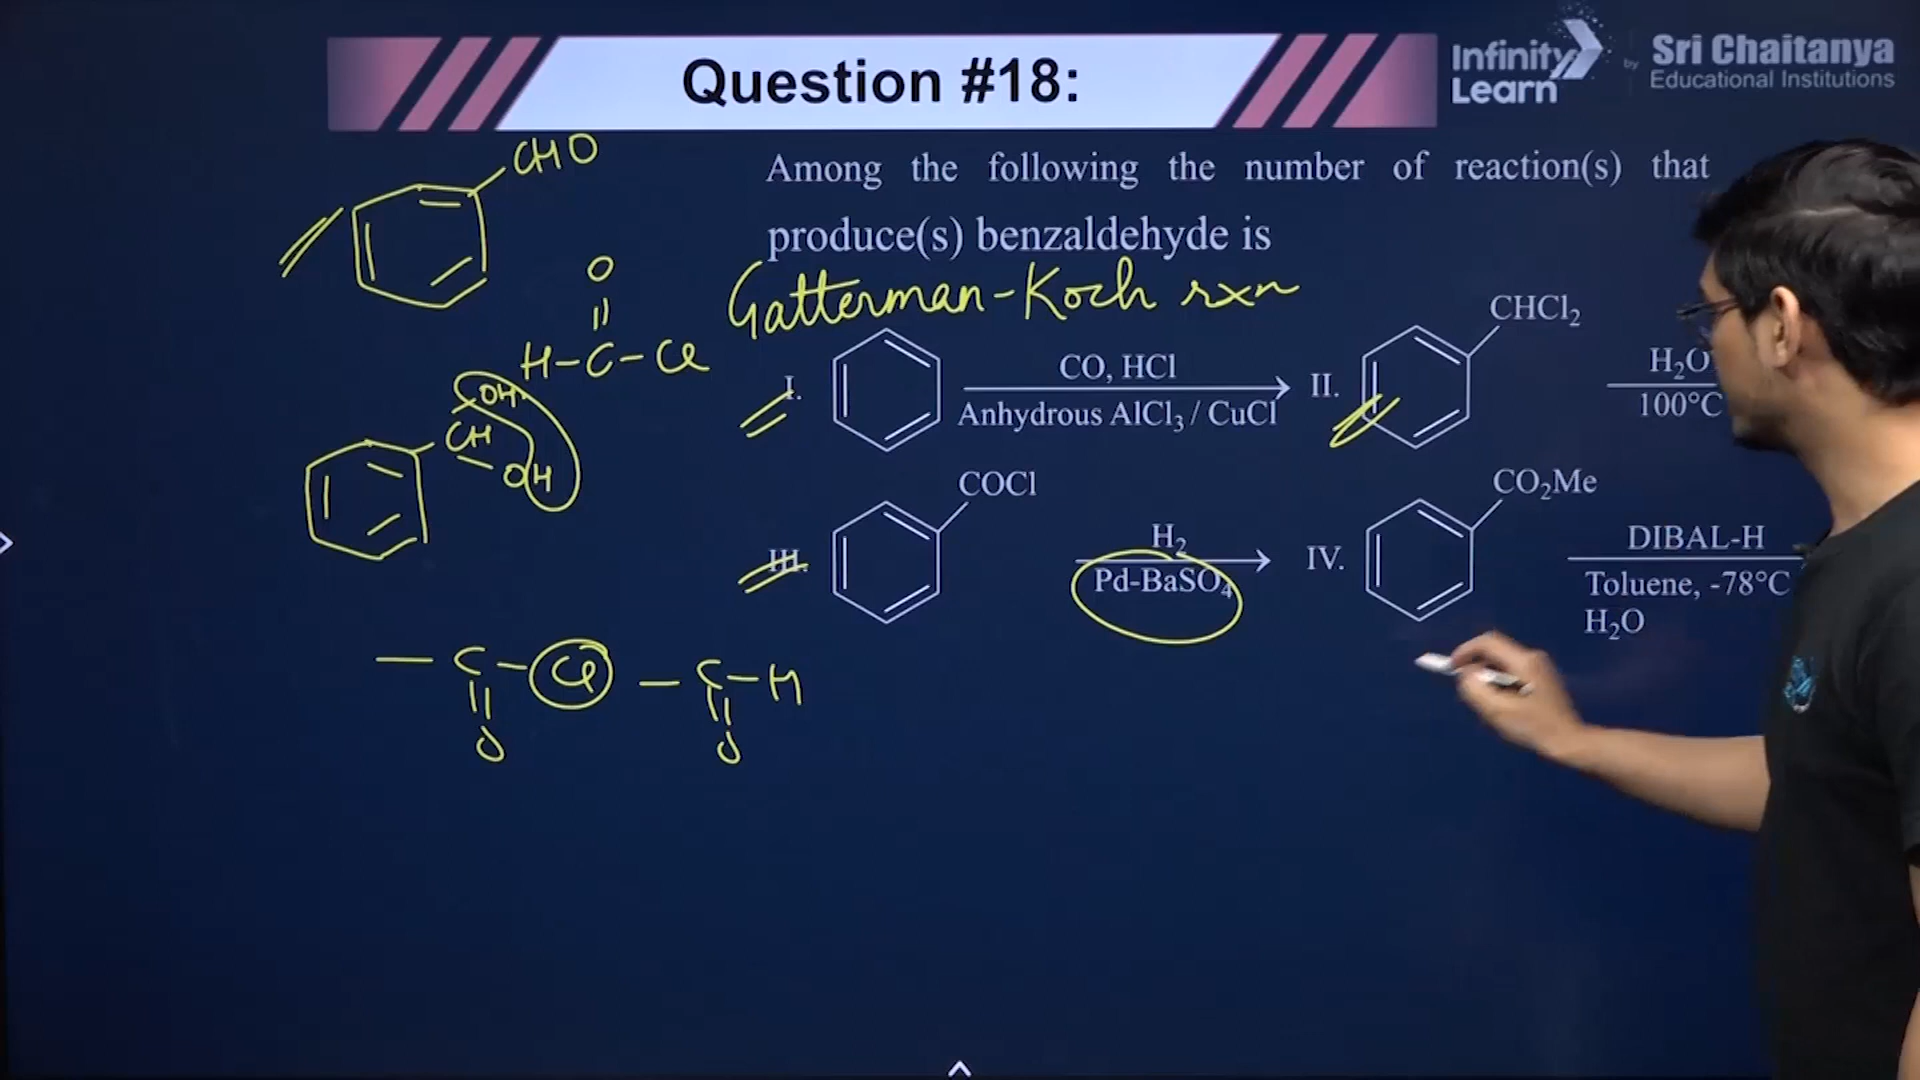 Question #18:
Infinity Learn
by
Sri Chaitanya
Educational Institutions
Among the following the number of reaction(s) that
produce(s) benzaldehyde is
CHO
Gatterman-Koch rxn
O
H-C-Cl
OH
CH
OH
I.
CO, HCl
Anhydrous AlCl₃ / CuCl
II.
CHCl₂
H₂O
100°C
III.
COCl
H₂
Pd-BaSO₄
IV.
CO₂Me
DIBAL-H
Toluene, -78°C
H₂O
-C-Cl
O
-C-H
O